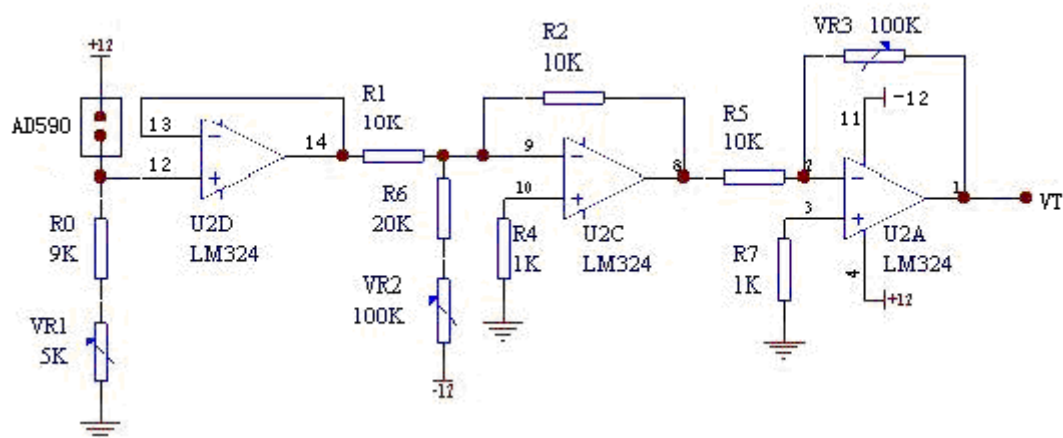 +12
AD590
13
12
14
U2D
LM324
R0
9K
VR1
5K
R1
10K
R6
20K
VR2
100K
-12
R2
10K
9
10
8
U2C
LM324
R4
1K
R5
10K
VR3 100K
-12
11
2
3
1
VT
4
U2A
LM324
+12
R7
1K